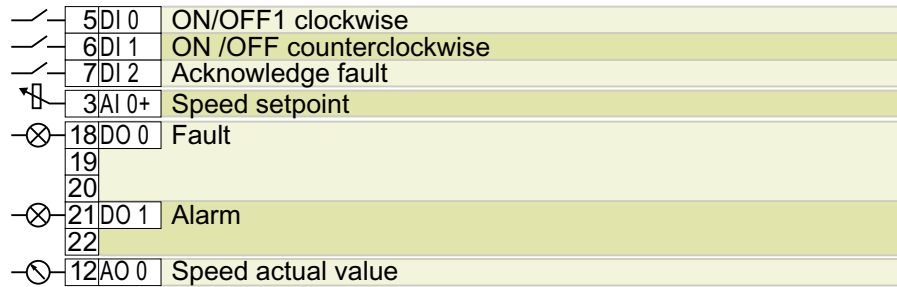 5 DI 0 ON/OFF1 clockwise
6 DI 1 ON /OFF counterclockwise
7 DI 2 Acknowledge fault
3 AI 0+ Speed setpoint
18 DO 0 Fault
19
20
21 DO 1 Alarm
22
12 AO 0 Speed actual value